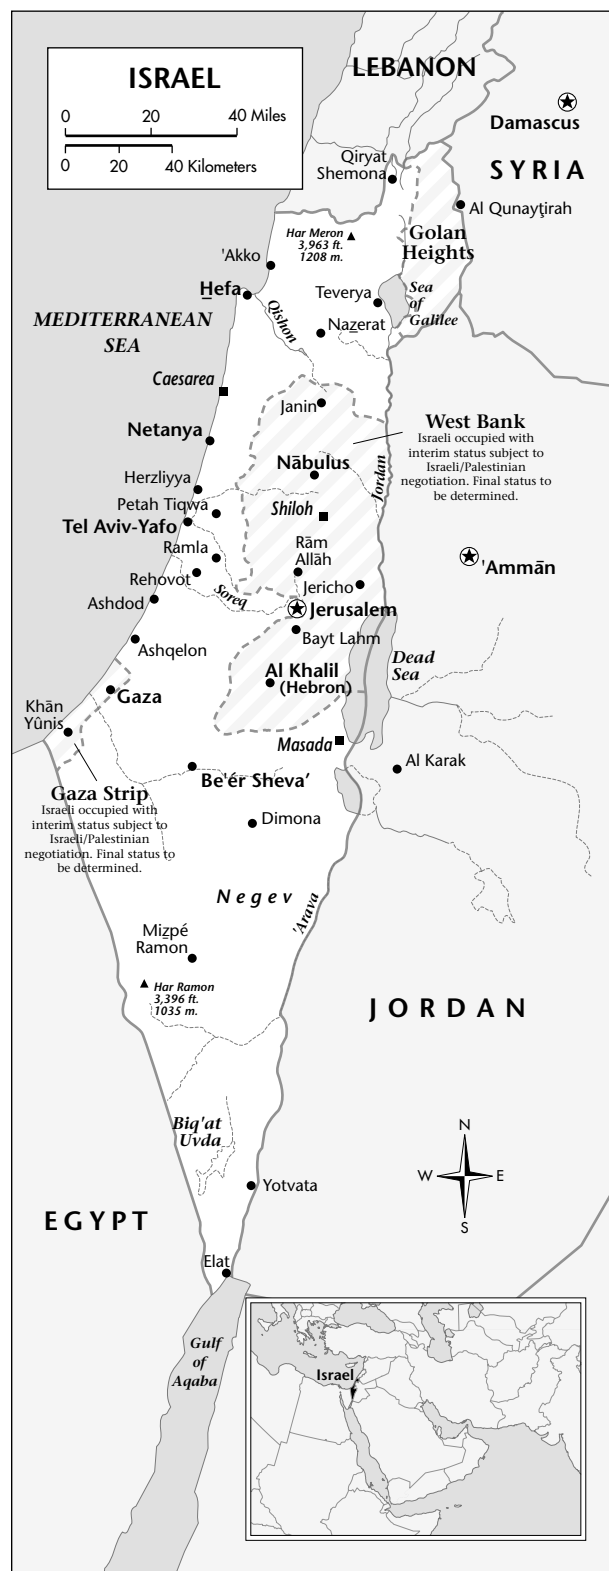 ISRAEL
0 20 40 Miles
0 20 40 Kilometers
LEBANON
Damascus
SYRIA
Qiryat
Shemona
Al Qunayţirah
Golan
Heights
Har Meron
3,963 ft.
1208 m.
'Akko
H̱efa
Teverya
Sea
of
Galilee
Qishon
Naẕerat
MEDITERRANEAN
SEA
Caesarea
Janin
West Bank
Israeli occupied with
interim status subject to
Israeli/Palestinian
negotiation. Final status to
be determined.
Netanya
Nābulus
Jordan
Herzliyya
Petah Tiqwa
Shiloh
Tel Aviv-Yafo
Ramla
Rām
Allāh
'Ammān
Rehovot
Jericho
Soreq
Ashdod
Jerusalem
Bayt Lahm
Ashqelon
Dead
Sea
Al Khalil
(Hebron)
Gaza
Khān
Yûnis
Masada
Al Karak
Be'ér Sheva’
Gaza Strip
Israeli occupied with
interim status subject to
Israeli/Palestinian
negotiation. Final status to
be determined.
Dimona
Negev
'Arava
Miẕpé
Ramon
Har Ramon
3,396 ft.
1035 m.
JORDAN
Biq'at
Uvda
N
W E
S
Yotvata
EGYPT
Elat
Gulf
of
Aqaba
Israel